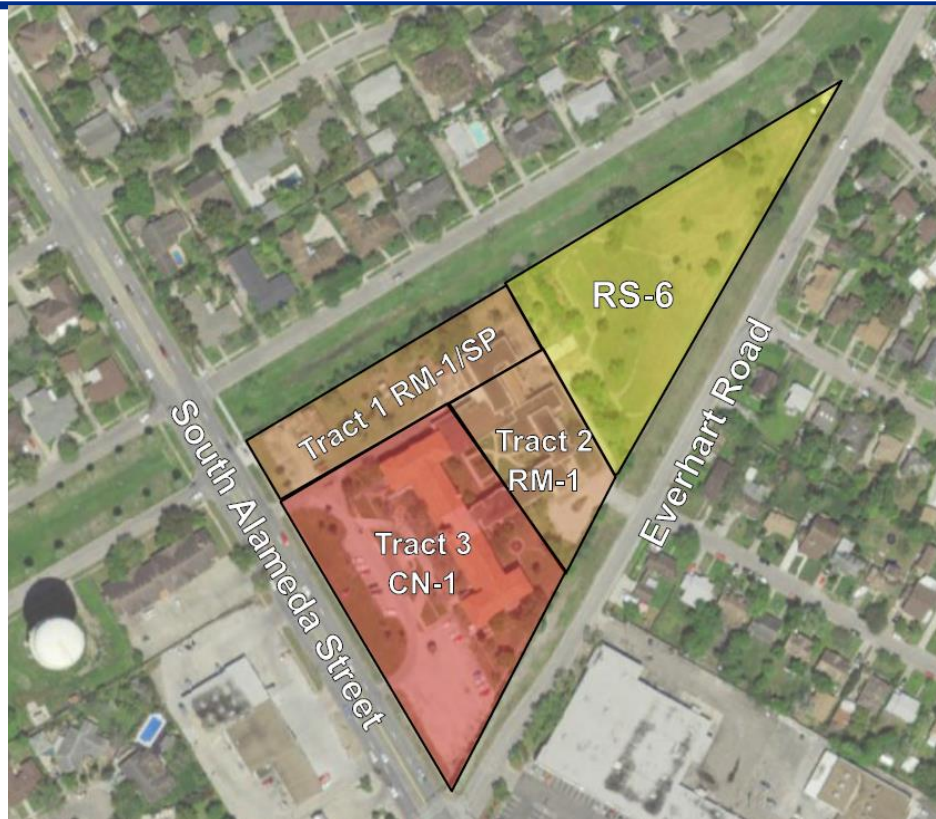 RS-6
Tract 1 RM-1/SP
Tract 2
RM-1
Tract 3
CN-1
South Alameda Street
Everhart Road